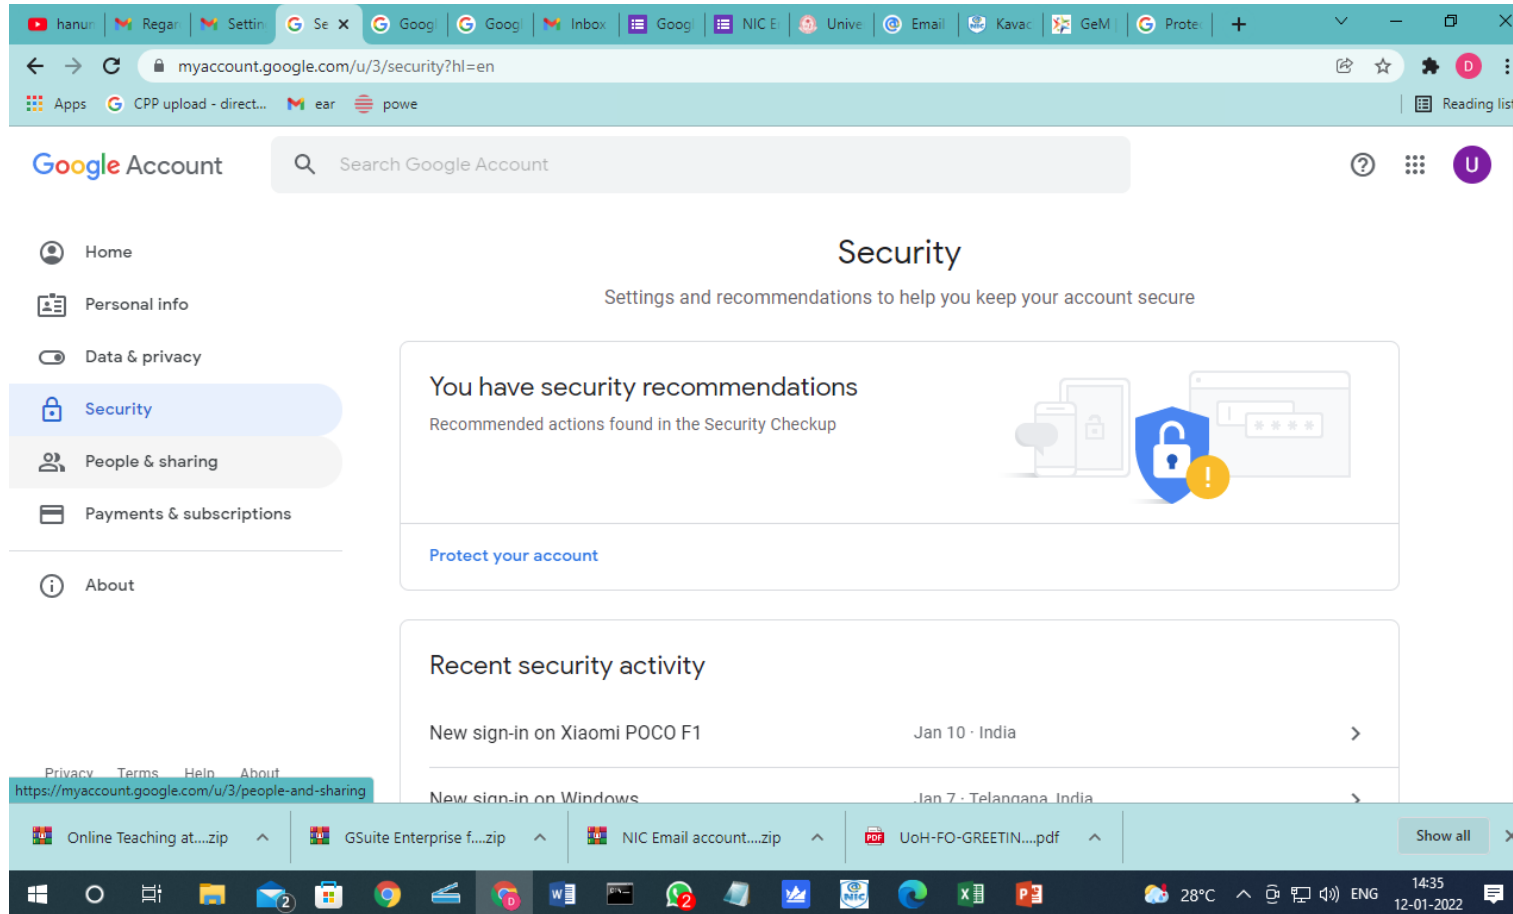 hanun Regar Settin Se Googl Googl Inbox Googl NIC E Unive Email Kavac GeM Protec
myaccount.google.com/u/3/security?hl=en D
Apps CPP upload - direct... ear powe Reading list
Google Account Search Google Account U
Home
Personal info
Data & privacy
Security
People & sharing
Payments & subscriptions
About
Security
Settings and recommendations to help you keep your account secure
You have security recommendations
Recommended actions found in the Security Checkup
* * * *
Protect your account
Recent security activity
New sign-in on Xiaomi POCO F1 Jan 10 · India
New sign-in on Windows Jan 7 · Telangana, India
Privacy Terms Help About
https://myaccount.google.com/u/3/people-and-sharing
Online Teaching at....zip GSuite Enterprise f....zip NIC Email account....zip PDF UoH-FO-GREETIN....pdf Show all
2 D 2 NIC 28°C ENG 14:35
12-01-2022